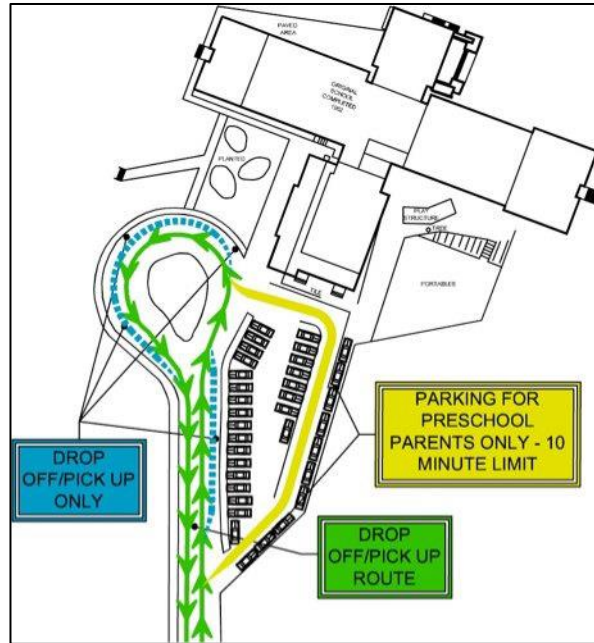 PAVED
AREA
ORIGINAL
SCHOOL
COMPLETED
1952
PLANTED
PLAY
STRUCTURE
TREE
PORTABLES
TILE
PARKING FOR
PRESCHOOL
PARENTS ONLY - 10
MINUTE LIMIT
DROP
OFF/PICK UP
ONLY
DROP
OFF/PICK UP
ROUTE